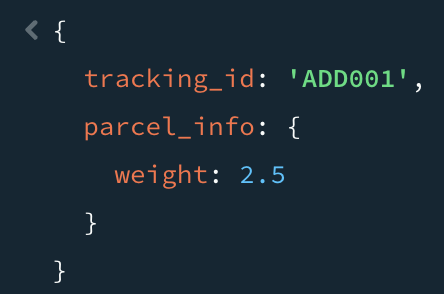 {
  tracking_id: 'ADD001',
  parcel_info: {
    weight: 2.5
  }
}